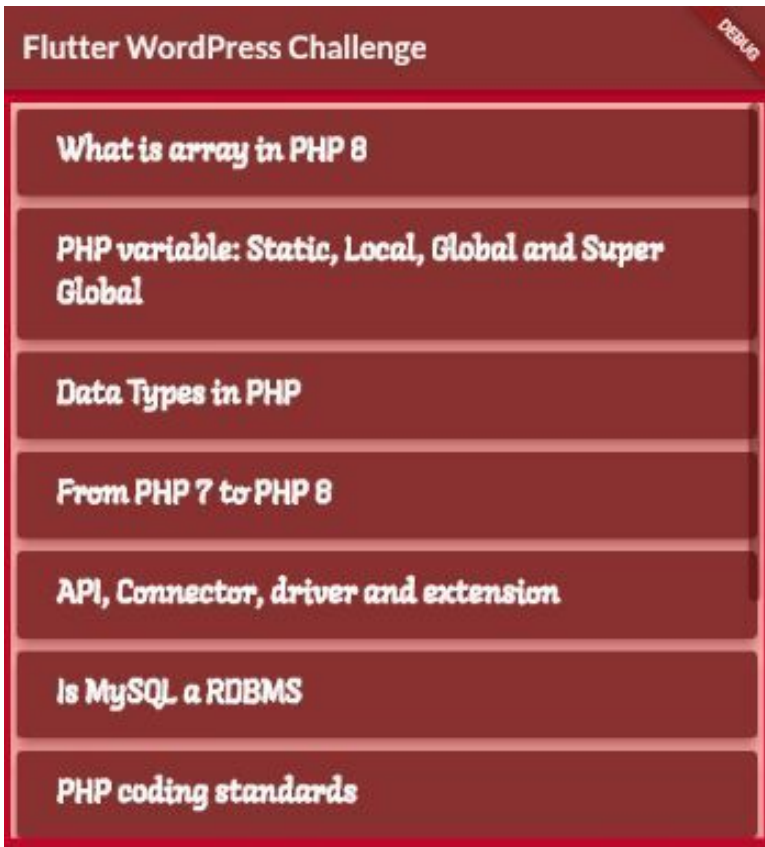 Flutter WordPress Challenge
DEBUG
What is array in PHP 8
PHP variable: Static, Local, Global and Super
Global
Data Types in PHP
From PHP 7 to PHP 8
API, Connector, driver and extension
Is MySQL a RDBMS
PHP coding standards